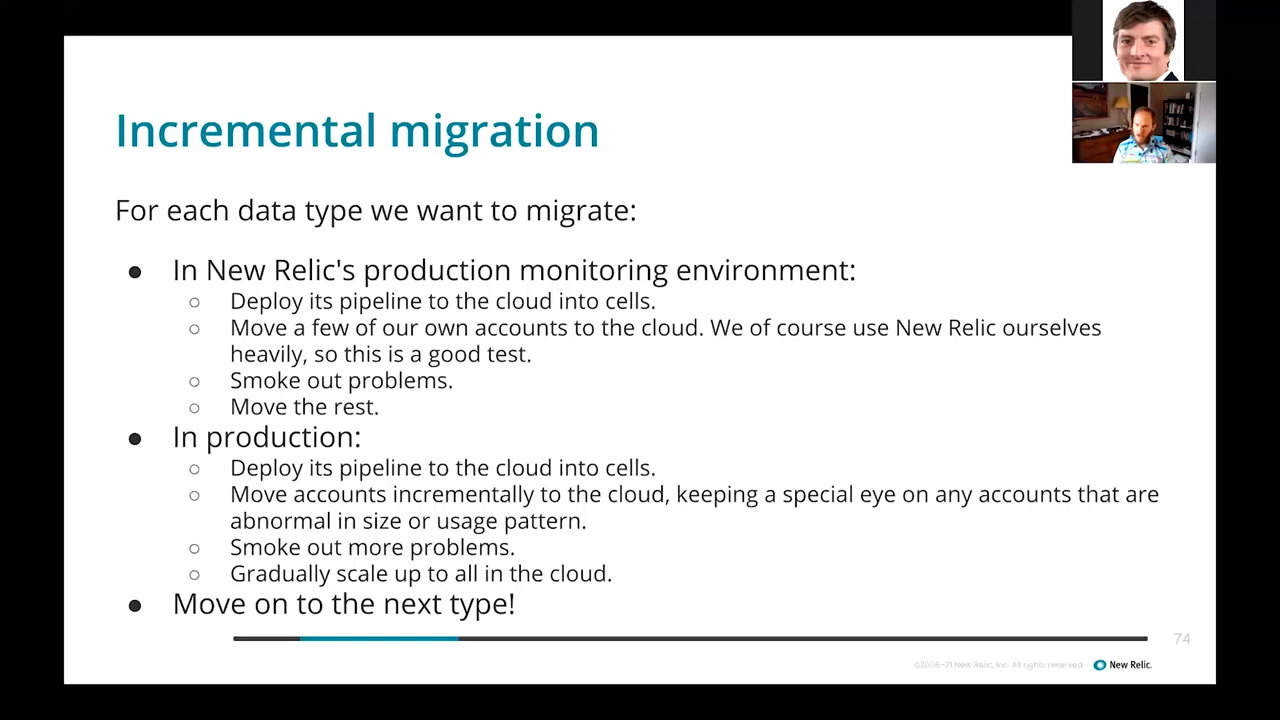 Incremental migration
For each data type we want to migrate:
● In New Relic's production monitoring environment:
○ Deploy its pipeline to the cloud into cells.
○ Move a few of our own accounts to the cloud. We of course use New Relic ourselves
heavily, so this is a good test.
○ Smoke out problems.
○ Move the rest.
● In production:
○ Deploy its pipeline to the cloud into cells.
○ Move accounts incrementally to the cloud, keeping a special eye on any accounts that are
abnormal in size or usage pattern.
○ Smoke out more problems.
○ Gradually scale up to all in the cloud.
● Move on to the next type!
74
©2008–21 New Relic, Inc. All rights reserved
New Relic.